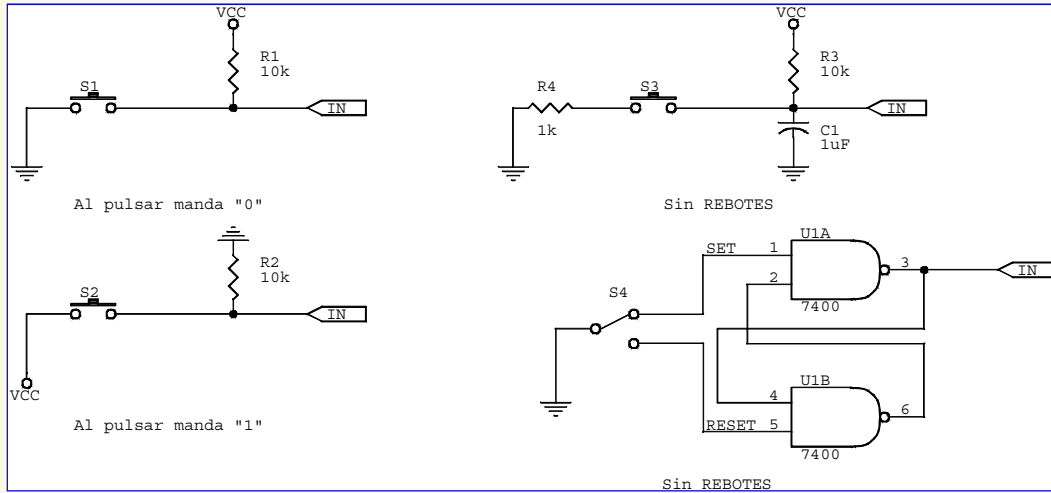 VCC
R1
10k
S1
IN
Al pulsar manda "0"
VCC
R3
10k
R4
1k
S3
IN
C1
1uF
Sin REBOTES
R2
10k
S2
IN
VCC
Al pulsar manda "1"
U1A
SET
1
2
3
IN
7400
S4
U1B
4
RESET
5
6
7400
Sin REBOTES